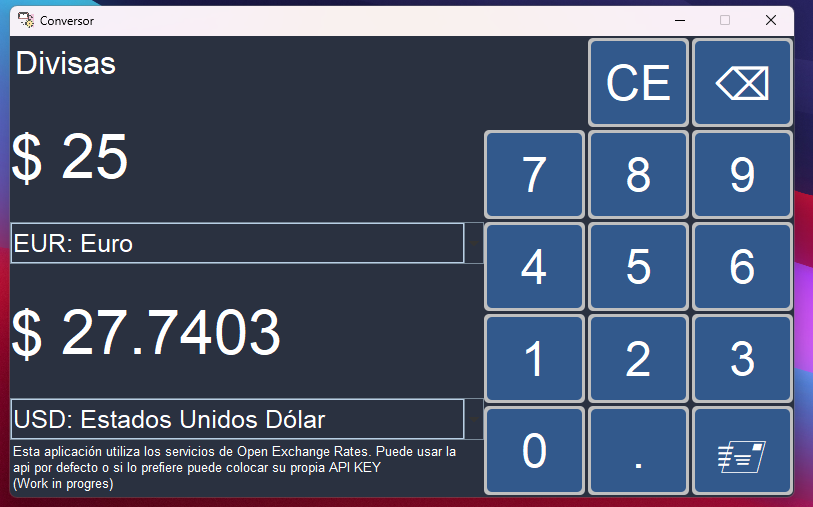 Conversor
Divisas
$ 25
EUR: Euro
$ 27.7403
USD: Estados Unidos Dólar
Esta aplicación utiliza los servicios de Open Exchange Rates. Puede usar la
api por defecto o si lo prefiere puede colocar su propia API KEY
(Work in progres)
CE ⌫
7 8 9
4 5 6
1 2 3
0 .